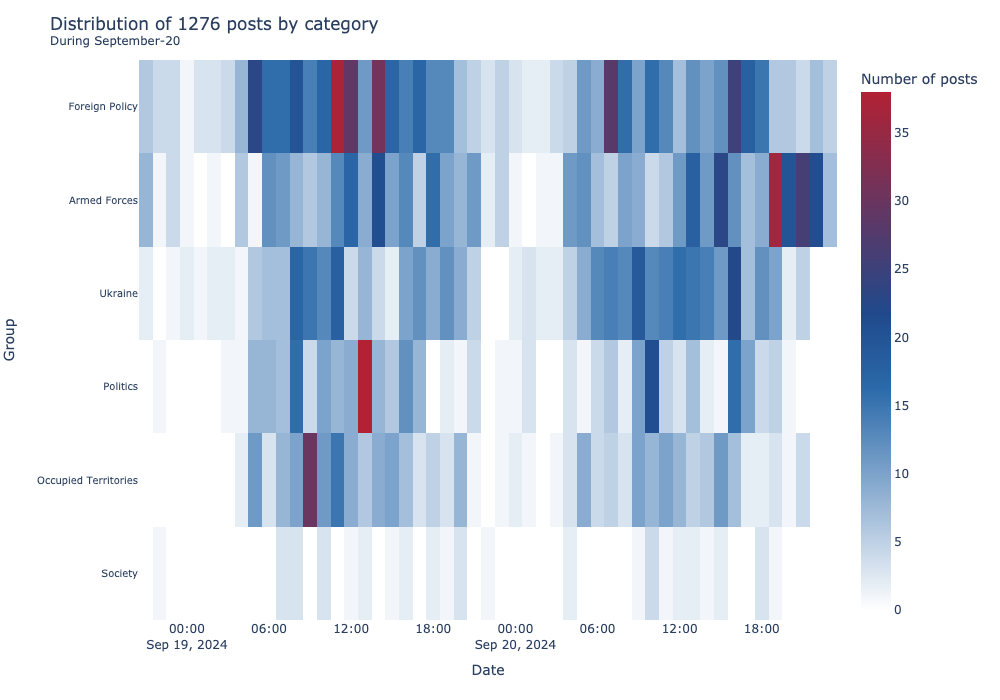 Distribution of 1276 posts by category
During September-20
Number of posts
Foreign Policy
Armed Forces
Ukraine
Politics
Occupied Territories
Society
Group
35
30
25
20
15
10
5
0
00:00 06:00 12:00 18:00 00:00 06:00 12:00 18:00
Sep 19, 2024 Sep 20, 2024
Date